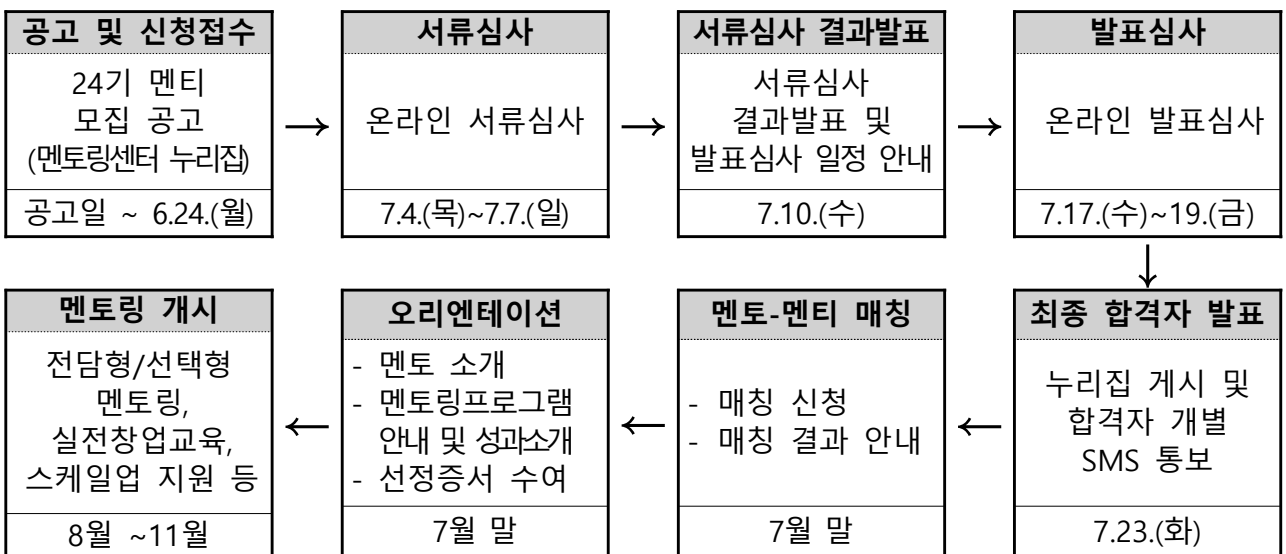 공고 및 신청접수
24기 멘티
모집 공고
(멘토링센터 누리집)
공고일 ~ 6.24.(월)
→
서류심사
온라인 서류심사
7.4.(목)~7.7.(일)
→
서류심사 결과발표
서류심사
결과발표 및
발표심사 일정 안내
7.10.(수)
→
발표심사
온라인 발표심사
7.17.(수)~19.(금)
↓
최종 합격자 발표
누리집 게시 및
합격자 개별
SMS 통보
7.23.(화)
←
멘토-멘티 매칭
- 매칭 신청
- 매칭 결과 안내
7월 말
←
오리엔테이션
- 멘토 소개
- 멘토링프로그램
안내 및 성과소개
- 선정증서 수여
7월 말
←
멘토링 개시
전담형/선택형
멘토링,
실전창업교육,
스케일업 지원 등
8월 ~11월